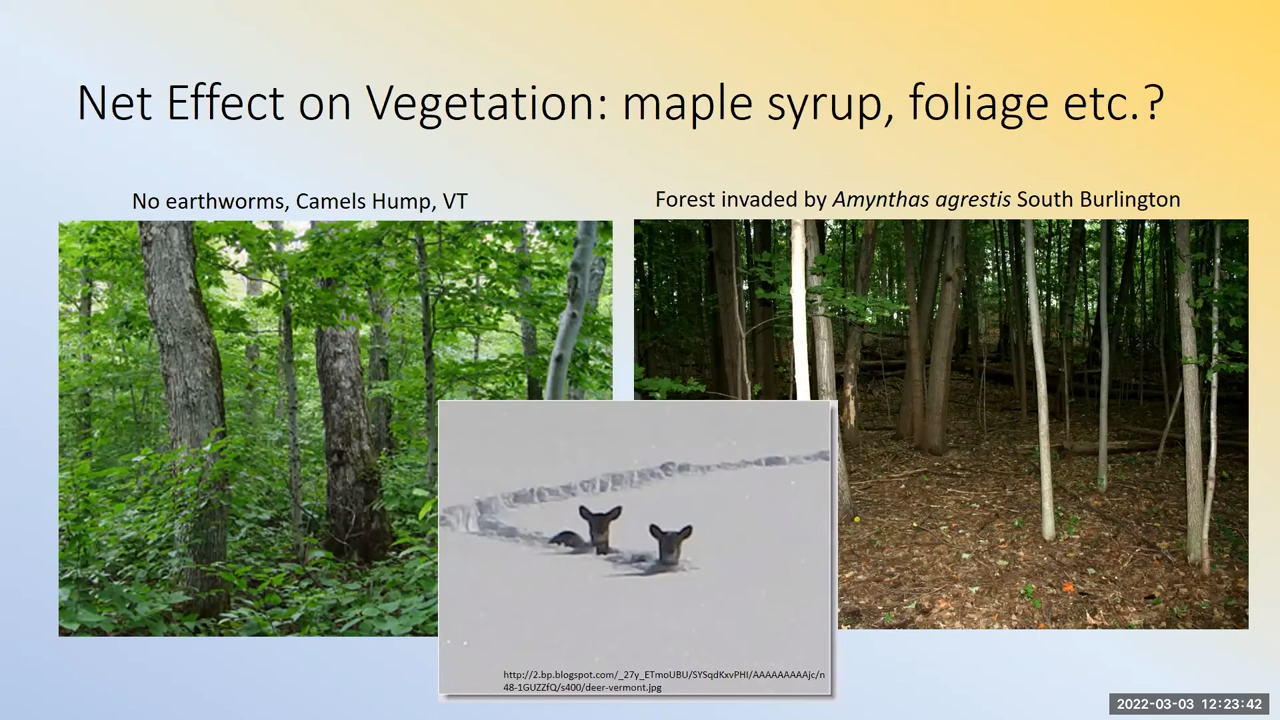 Net Effect on Vegetation: maple syrup, foliage etc.?
No earthworms, Camels Hump, VT
Forest invaded by Amynthas agrestis South Burlington
http://2.bp.blogspot.com/_27y_ETmoUBU/SYSqdKxvPHI/AAAAAAAAAjc/n
48-1GUZZfQ/s400/deer-vermont.jpg
2022-03-03 12:23:42